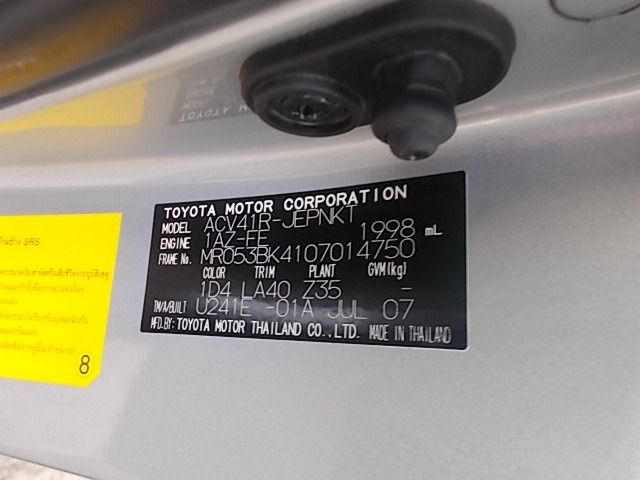 TOYOTA MOTOR CORPORATION
MODEL ACV41R-JEPNKT
ENGINE 1AZ-FE 1998 mL
FRAME No. MR053BK4107014750
COLOR TRIM PLANT GVM(kg)
1D4 LA40 Z35 -
TM/A/BUILT U241E -01A JUL 07
MFD.BY: TOYOTA MOTOR THAILAND CO.,LTD. MADE IN THAILAND
SRS
8